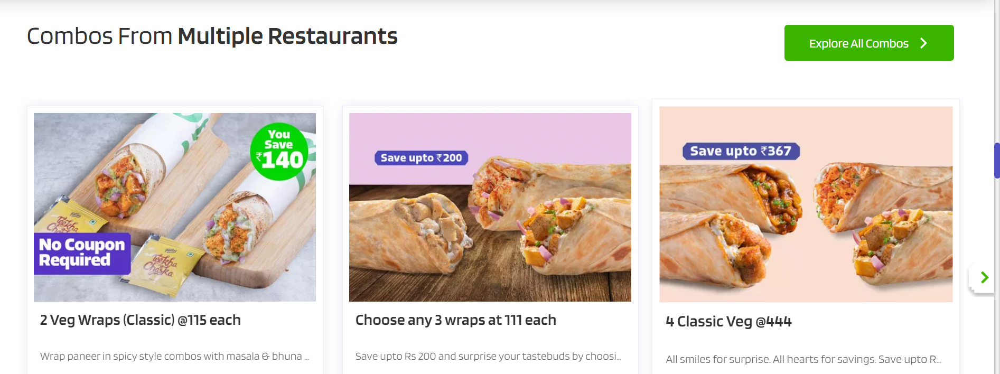 Combos From Multiple Restaurants
Explore All Combos
You
Save
₹140
No Coupon
Required
Teekha
Chaska
Teekha
Chaska
2 Veg Wraps (Classic) @115 each
Wrap paneer in spicy style combos with masala & bhuna ...
Save upto ₹200
Choose any 3 wraps at 111 each
Save upto Rs 200 and surprise your tastebuds by choosi...
Save upto ₹367
4 Classic Veg @444
All smiles for surprise. All hearts for savings. Save upto R...